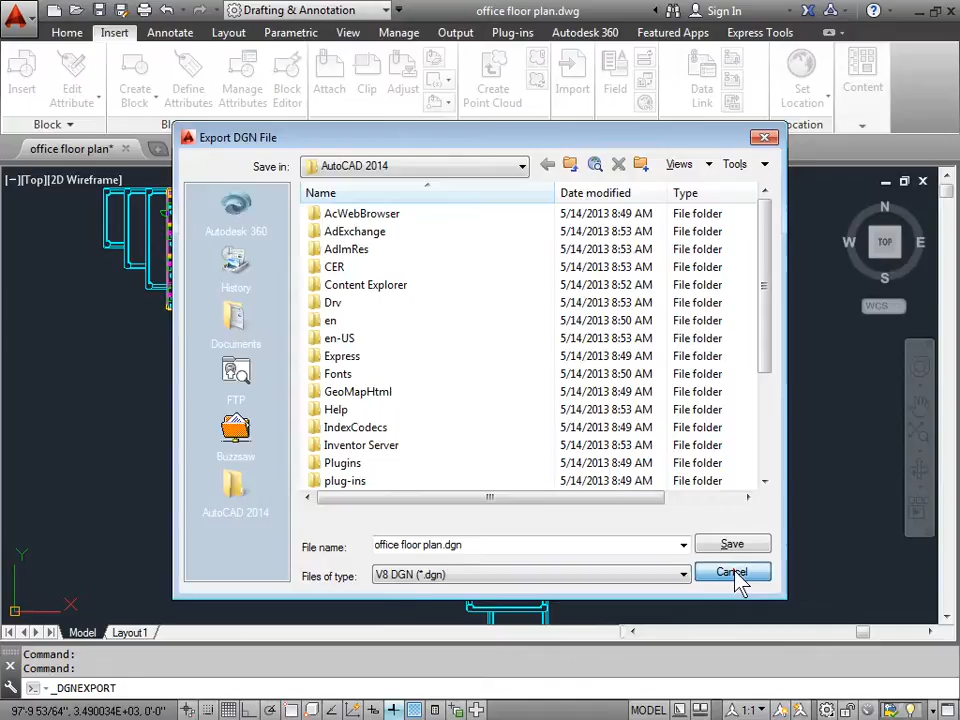 Drafting & Annotation
office floor plan.dwg
Sign In
Home Insert Annotate Layout Parametric View Manage Output Plug-ins Autodesk 360 Featured Apps Express Tools
Insert
Edit Attribute
Create Block
Define Attributes
Manage Attributes
Block Editor
Attach
Clip
Adjust
Create Point Cloud
Import
Field
Data Link
Set Location
Content
Block
ocation
office floor plan*
[−][Top][2D Wireframe]
Export DGN File
Save in: AutoCAD 2014 Views Tools
Name Date modified Type
AcWebBrowser 5/14/2013 8:49 AM File folder
AdExchange 5/14/2013 8:53 AM File folder
AdlmRes 5/14/2013 8:53 AM File folder
CER 5/14/2013 8:53 AM File folder
Content Explorer 5/14/2013 8:52 AM File folder
Drv 5/14/2013 8:53 AM File folder
en 5/14/2013 8:50 AM File folder
en-US 5/14/2013 8:53 AM File folder
Express 5/14/2013 8:49 AM File folder
Fonts 5/14/2013 8:50 AM File folder
GeoMapHtml 5/14/2013 8:49 AM File folder
Help 5/14/2013 8:53 AM File folder
IndexCodecs 5/14/2013 8:49 AM File folder
Inventor Server 5/14/2013 8:53 AM File folder
Plugins 5/14/2013 8:49 AM File folder
plug-ins 5/14/2013 8:49 AM File folder
Autodesk 360
History
Documents
FTP
Buzzsaw
AutoCAD 2014
File name: office floor plan.dgn Save
Files of type: V8 DGN (*.dgn) Cancel
N
W TOP E
S
WCS
Y
X
Model Layout1
Command:
Command:
_DGNEXPORT
97'-9 53/64", 3.490034E+03, 0'-0" MODEL 1:1